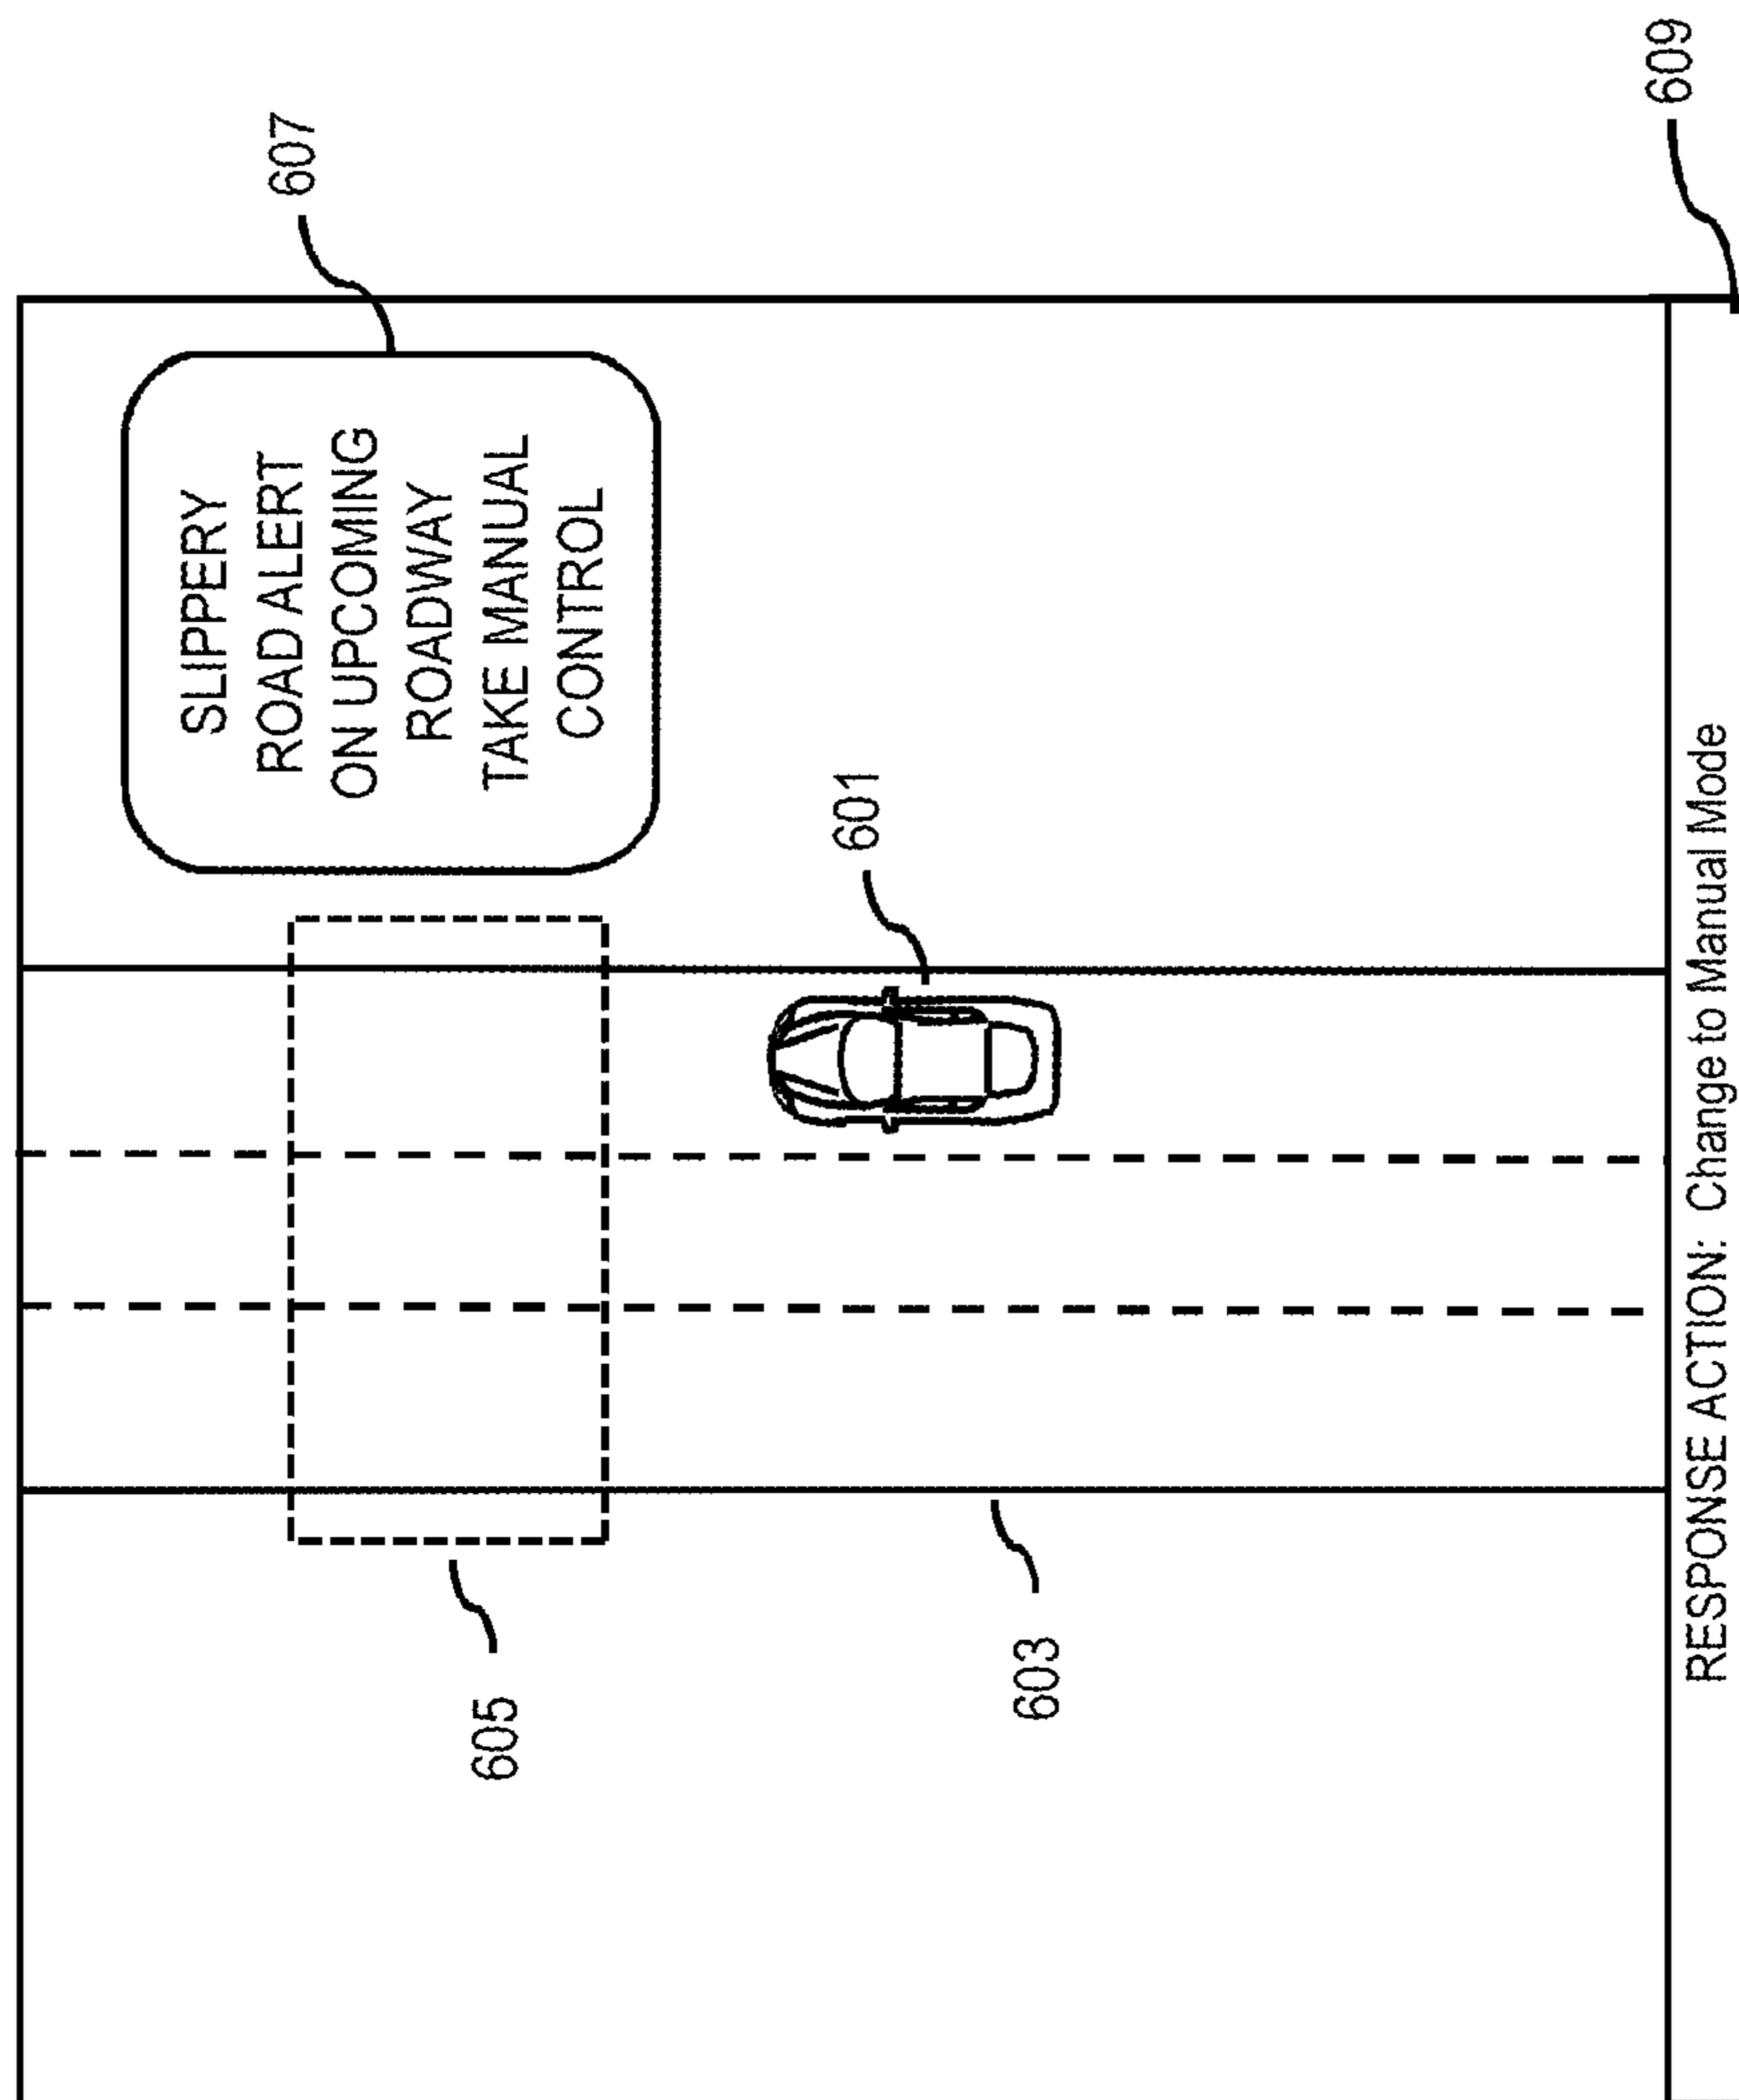 607
609
SLIPPERY
ROAD ALERT
ON UPCOMING
ROADWAY
TAKE MANUAL
CONTROL
605
601
603
RESPONSE ACTION: Change to Manual Mode